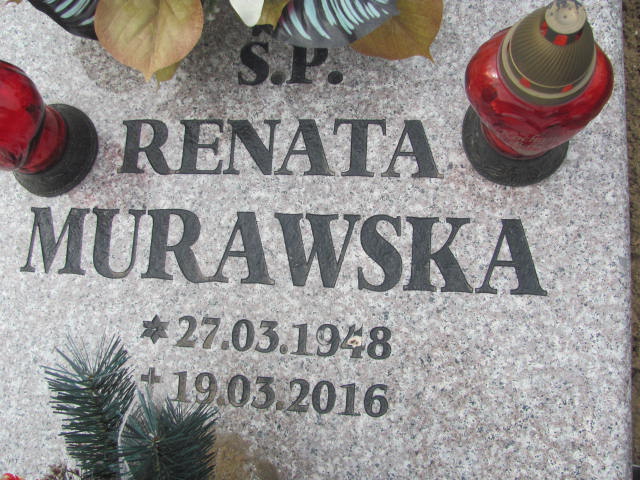 Ś.P.
RENATA
MURAWSKA
* 27.03.1948
+ 19.03.2016